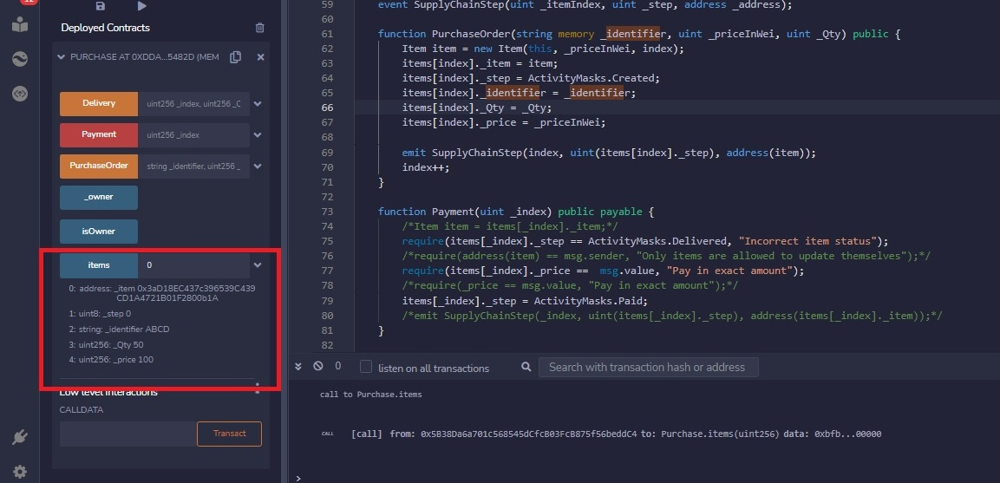 Deployed Contracts
PURCHASE AT 0XDDA...5482D (MEM
Delivery uint256 _index, uint256 _C
Payment uint256 _index
PurchaseOrder string _identifier, uint256 _
_owner
isOwner
items 0
0: address: _item 0x3aD18EC437c396539C439
CD1A4721B01F2800b1A
1: uint8: _step 0
2: string: _identifier ABCD
3: uint256: _Qty 50
4: uint256: _price 100
Low level interactions
CALLDATA
Transact
59 event SupplyChainStep(uint _itemIndex, uint _step, address _address);
60
61 function PurchaseOrder(string memory _identifier, uint _priceInWei, uint _Qty) public {
62 Item item = new Item(this, _priceInWei, index);
63 items[index]._item = item;
64 items[index]._step = ActivityMasks.Created;
65 items[index]._identifier = _identifier;
66 items[index]._Qty = _Qty;
67 items[index]._price = _priceInWei;
68
69 emit SupplyChainStep(index, uint(items[index]._step), address(item));
70 index++;
71 }
72
73 function Payment(uint _index) public payable {
74 /*Item item = items[_index]._item;*/
75 require(items[_index]._step == ActivityMasks.Delivered, "Incorrect item status");
76 /*require(address(item) == msg.sender, "Only items are allowed to update themselves");*/
77 require(items[_index]._price == msg.value, "Pay in exact amount");
78 /*require(_price == msg.value, "Pay in exact amount");*/
79 items[_index]._step = ActivityMasks.Paid;
80 /*emit SupplyChainStep(_index, uint(items[_index]._step), address(items[_index]._item));*/
81 }
82
0 listen on all transactions Search with transaction hash or address
call to Purchase.items
CALL [call] from: 0x5B38Da6a701c568545dCfcB03FcB875f56beddC4 to: Purchase.items(uint256) data: 0xbfb...00000
>